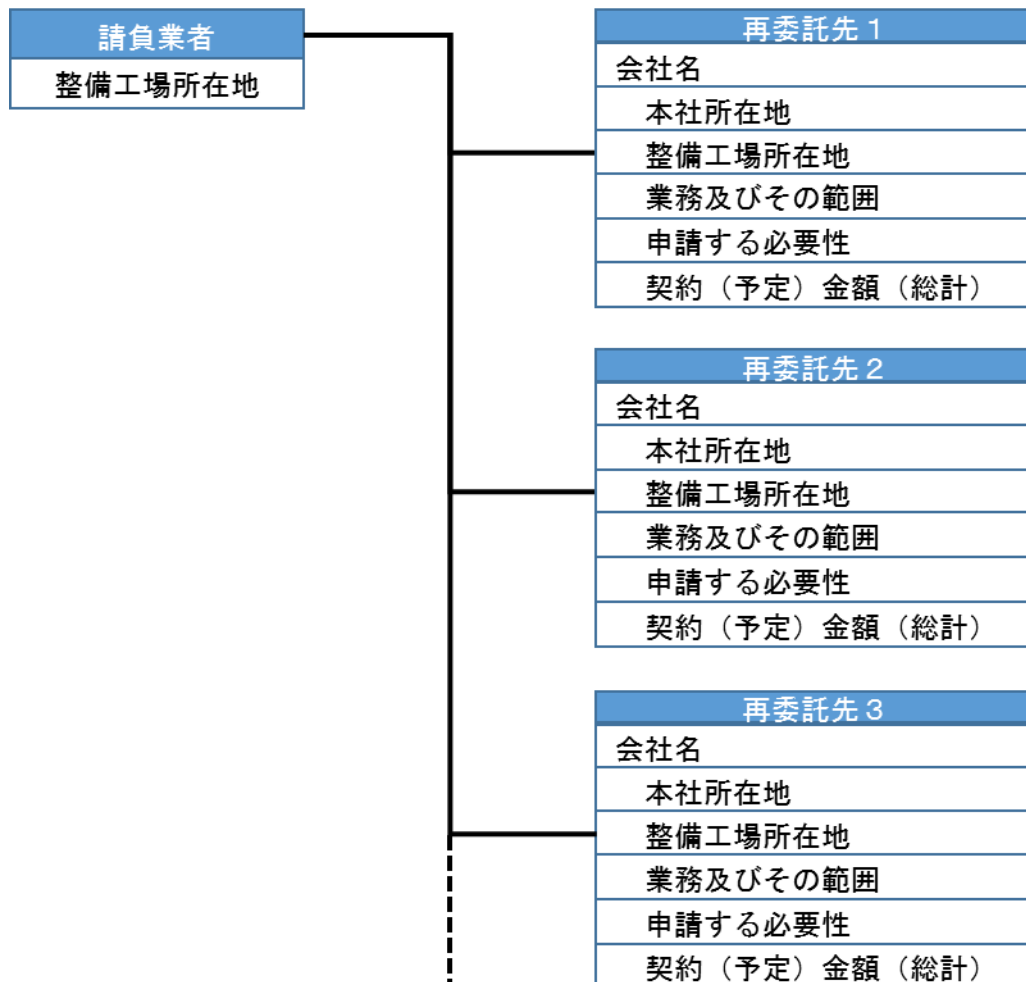 請負業者
整備工場所在地
再委託先１
会社名
本社所在地
整備工場所在地
業務及びその範囲
申請する必要性
契約（予定）金額（総計）
再委託先２
会社名
本社所在地
整備工場所在地
業務及びその範囲
申請する必要性
契約（予定）金額（総計）
再委託先３
会社名
本社所在地
整備工場所在地
業務及びその範囲
申請する必要性
契約（予定）金額（総計）